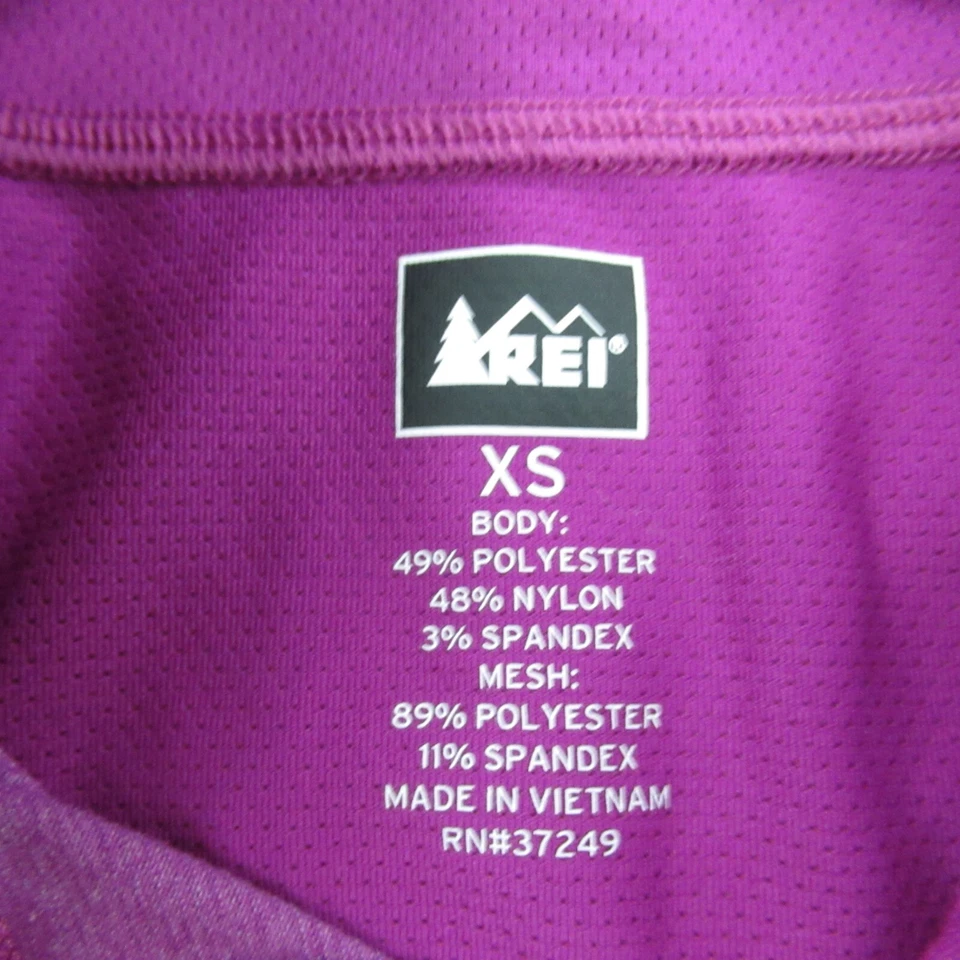 REI®
XS
BODY:
49% POLYESTER
48% NYLON
3% SPANDEX
MESH:
89% POLYESTER
11% SPANDEX
MADE IN VIETNAM
RN#37249